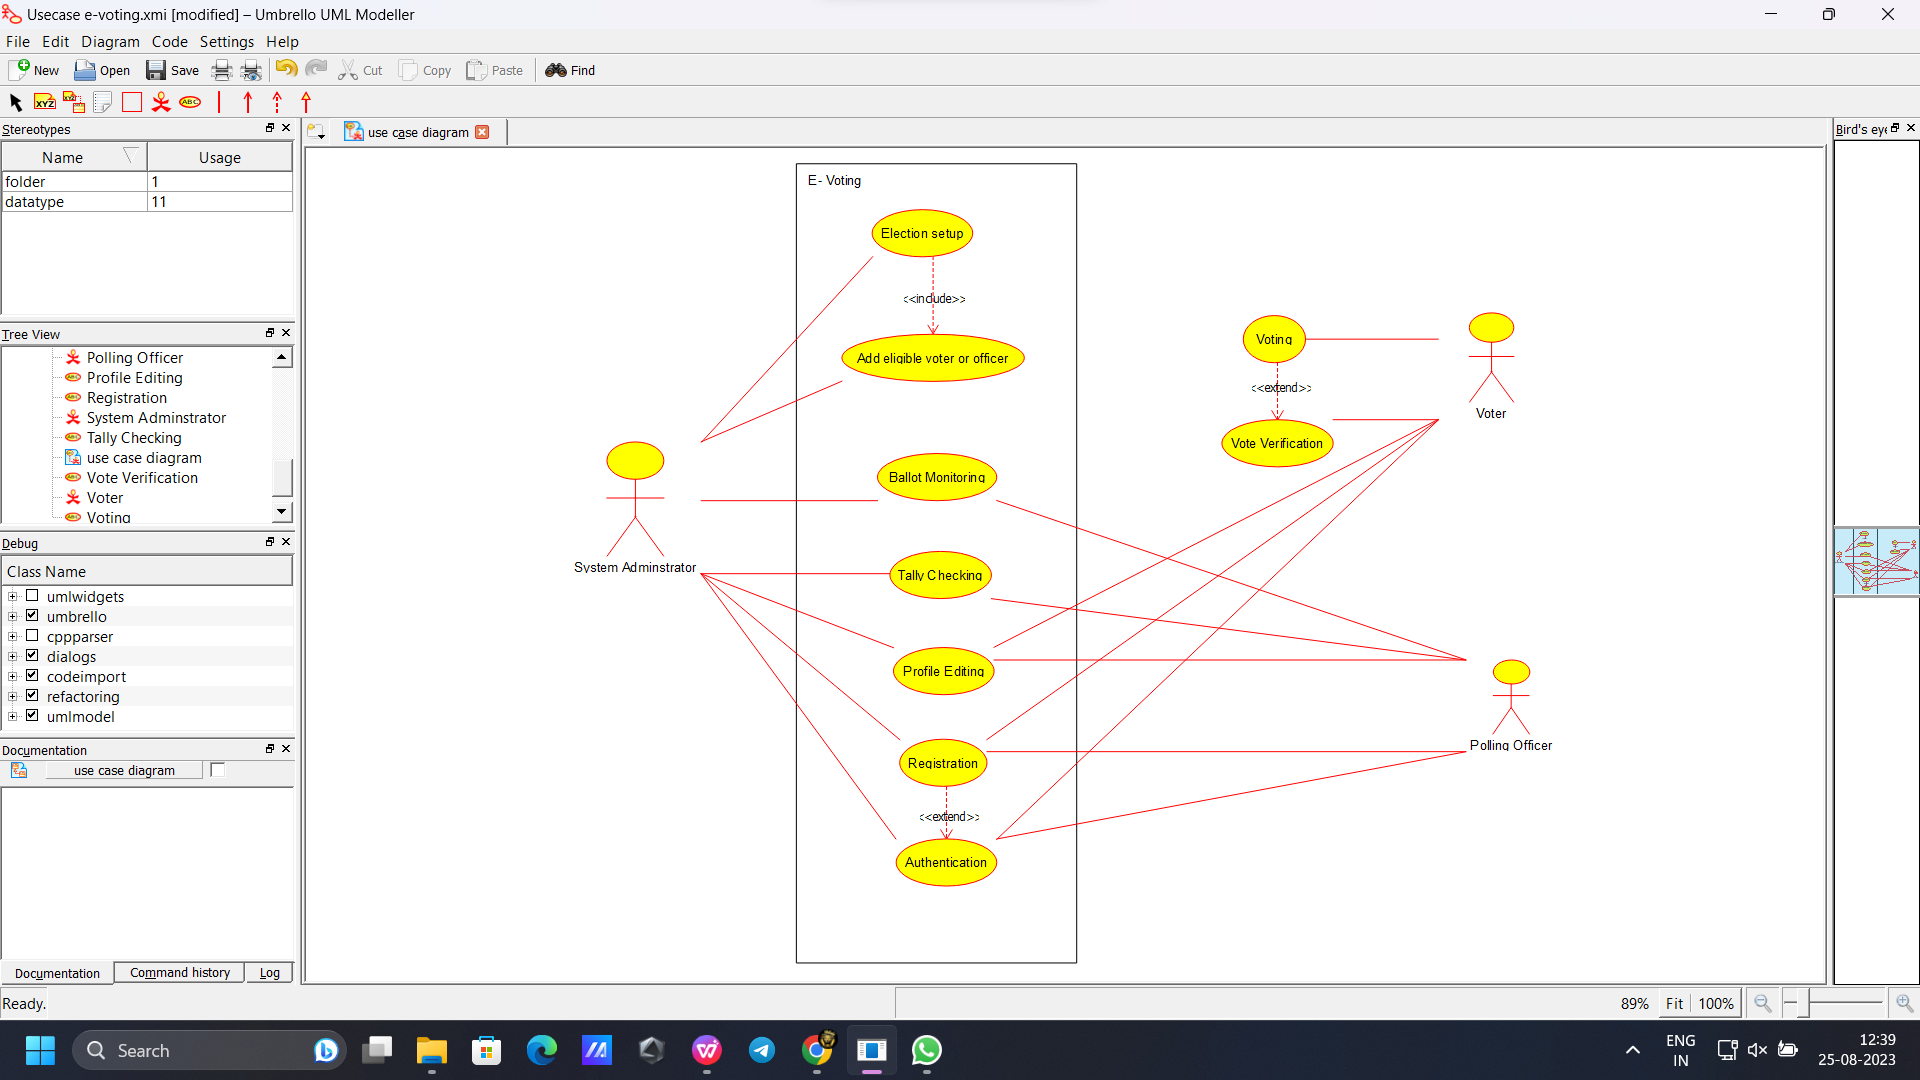 Usecase e-voting.xmi [modified] – Umbrello UML Modeller
File Edit Diagram Code Settings Help
New Open Save Cut Copy Paste Find
XYZ XYZ ABC
Stereotypes
Name Usage
folder 1
datatype 11
Tree View
Polling Officer
Profile Editing
Registration
System Adminstrator
Tally Checking
use case diagram
Vote Verification
Voter
Voting
Debug
Class Name
umlwidgets
umbrello
cppparser
dialogs
codeimport
refactoring
umlmodel
Documentation
use case diagram
Documentation Command history Log
Ready.
use case diagram
E- Voting
Election setup
<<include>>
Add eligible voter or officer
Ballot Monitoring
Tally Checking
Profile Editing
Registration
<<extend>>
Authentication
System Adminstrator
Voting
<<extend>>
Vote Verification
Voter
Polling Officer
Bird's eye
89% Fit 100%
Search
ENG
IN
12:39
25-08-2023